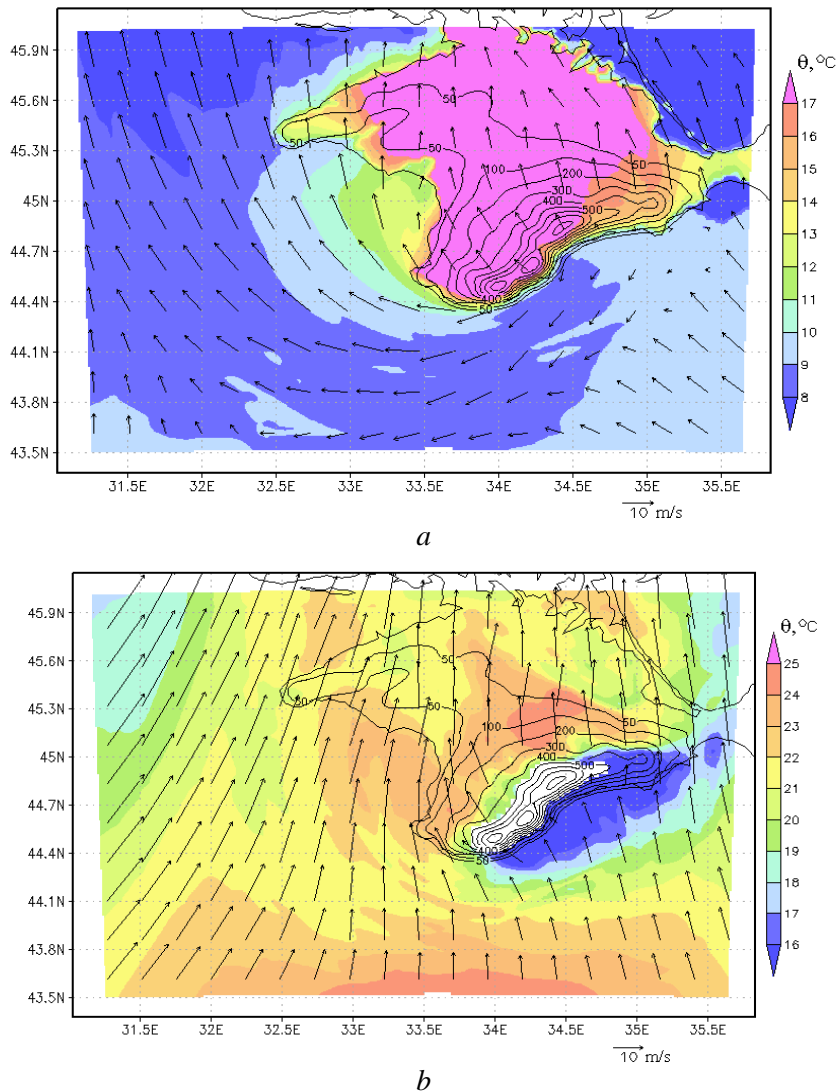 45.9N
45.6N
45.3N
45N
44.7N
44.4N
44.1N
43.8N
43.5N
50
50
50
50
100
200
300
400
500
400
50
θ, °C
17
16
15
14
13
12
11
10
9
8
31.5E 32E 32.5E 33E 33.5E 34E 34.5E 35E 35.5E
10 m/s
a
45.9N
45.6N
45.3N
45N
44.7N
44.4N
44.1N
43.8N
43.5N
50
50
50
50
100
200
300
400
500
400
50
θ, °C
25
24
23
22
21
20
19
18
17
16
31.5E 32E 32.5E 33E 33.5E 34E 34.5E 35E 35.5E
10 m/s
b